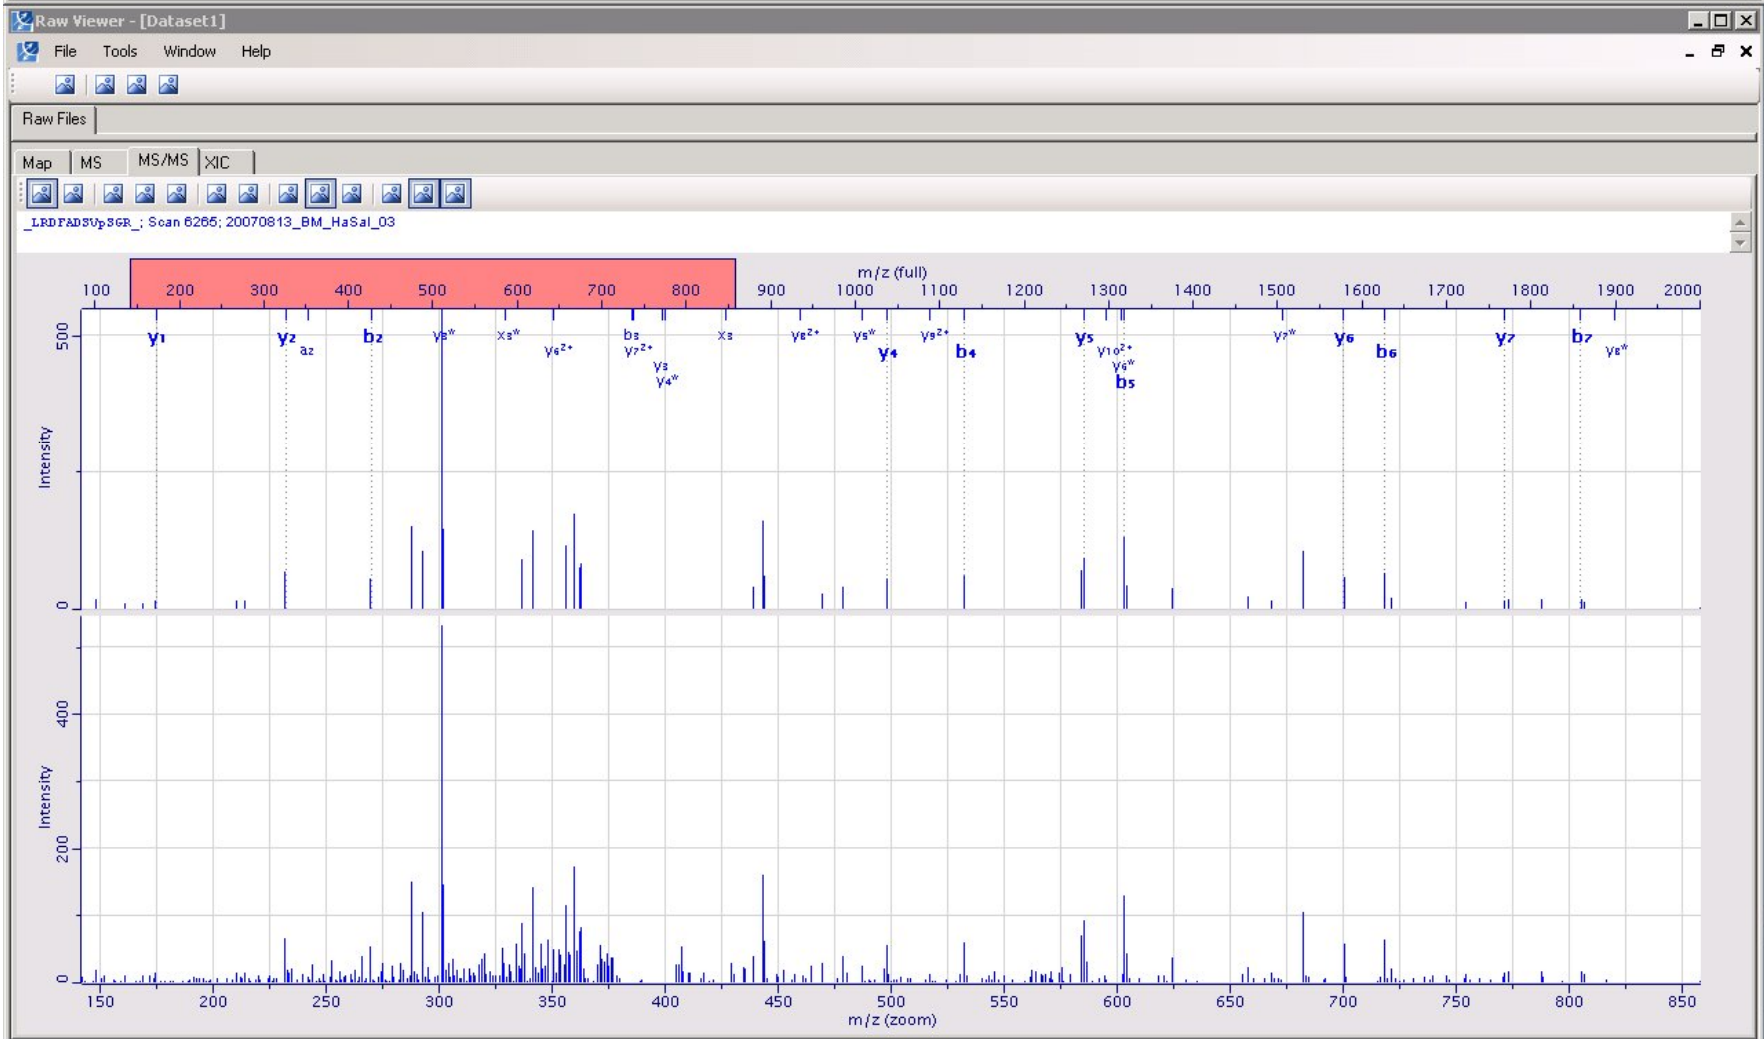 Raw Viewer - [Dataset1]
File Tools Window Help
Raw Files
Map MS MS/MS XIC
_LRDFADSVpSGR_; Scan 6265; 20070813_BM_HaSal_03
m/z (full)
100 200 300 400 500 600 700 800 900 1000 1100 1200 1300 1400 1500 1600 1700 1800 1900 2000
y1 y2 b2 y3* x3* b3 x3 y8²⁺ y5* y9²⁺ y5 y7* y6 y7 b7
a2 y6²⁺ y7²⁺ y4 b4 y10²⁺ b6 y8*
y3 y6*
y4* b5
500
Intensity
0
400
Intensity
200
0
150 200 250 300 350 400 450 500 550 600 650 700 750 800 850
m/z (zoom)